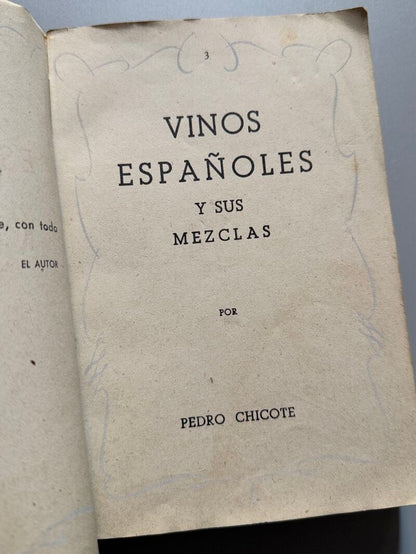 , con todo
EL AUTOR
3
VINOS
ESPAÑOLES
Y SUS
MEZCLAS
POR
PEDRO CHICOTE